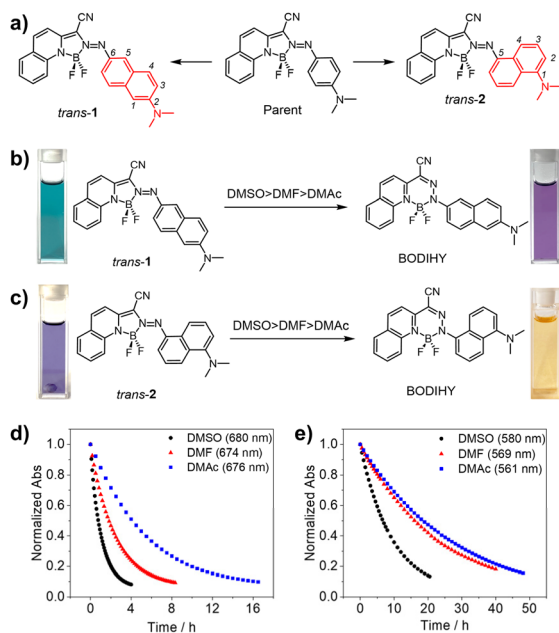 a)
CN
N
N
N
B
F
F
6
5
4
3
2
1
N
trans-1
CN
N
N
N
B
F
F
N
Parent
CN
N
N
N
B
F
F
5
4
3
2
1
N
trans-2
b)
CN
N
N
N
B
F
F
N
trans-1
DMSO>DMF>DMAc
CN
N
N
N
B
F
F
N
BODIHY
c)
CN
N
N
N
B
F
F
N
trans-2
DMSO>DMF>DMAc
CN
N
N
N
B
F
F
N
BODIHY
d)
Normalized Abs
1.0
0.8
0.6
0.4
0.2
0.0
DMSO (680 nm)
DMF (674 nm)
DMAc (676 nm)
0 4 8 12 16
Time / h
e)
Normalized Abs
1.0
0.8
0.6
0.4
0.2
0.0
DMSO (580 nm)
DMF (569 nm)
DMAc (561 nm)
0 10 20 30 40 50
Time / h